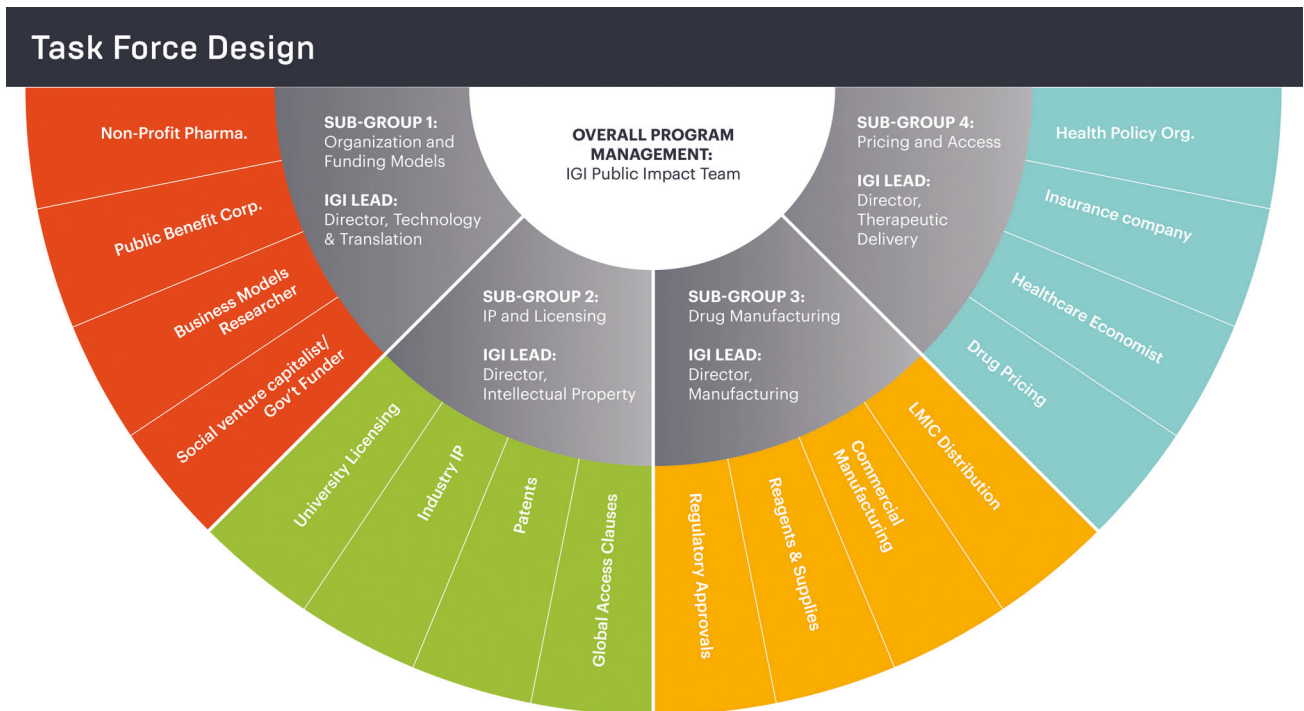 Task Force Design
OVERALL PROGRAM
MANAGEMENT:
IGI Public Impact Team
SUB-GROUP 1:
Organization and
Funding Models
IGI LEAD:
Director, Technology
& Translation
Non-Profit Pharma.
Public Benefit Corp.
Business Models
Researcher
Social venture capitalist/
Gov't Funder
SUB-GROUP 2:
IP and Licensing
IGI LEAD:
Director,
Intellectual Property
University Licensing
Industry IP
Patents
Global Access Clauses
SUB-GROUP 3:
Drug Manufacturing
IGI LEAD:
Director,
Manufacturing
Regulatory Approvals
Reagents & Supplies
Commercial
Manufacturing
LMIC Distribution
SUB-GROUP 4:
Pricing and Access
IGI LEAD:
Director,
Therapeutic
Delivery
Health Policy Org.
Insurance company
Healthcare Economist
Drug Pricing